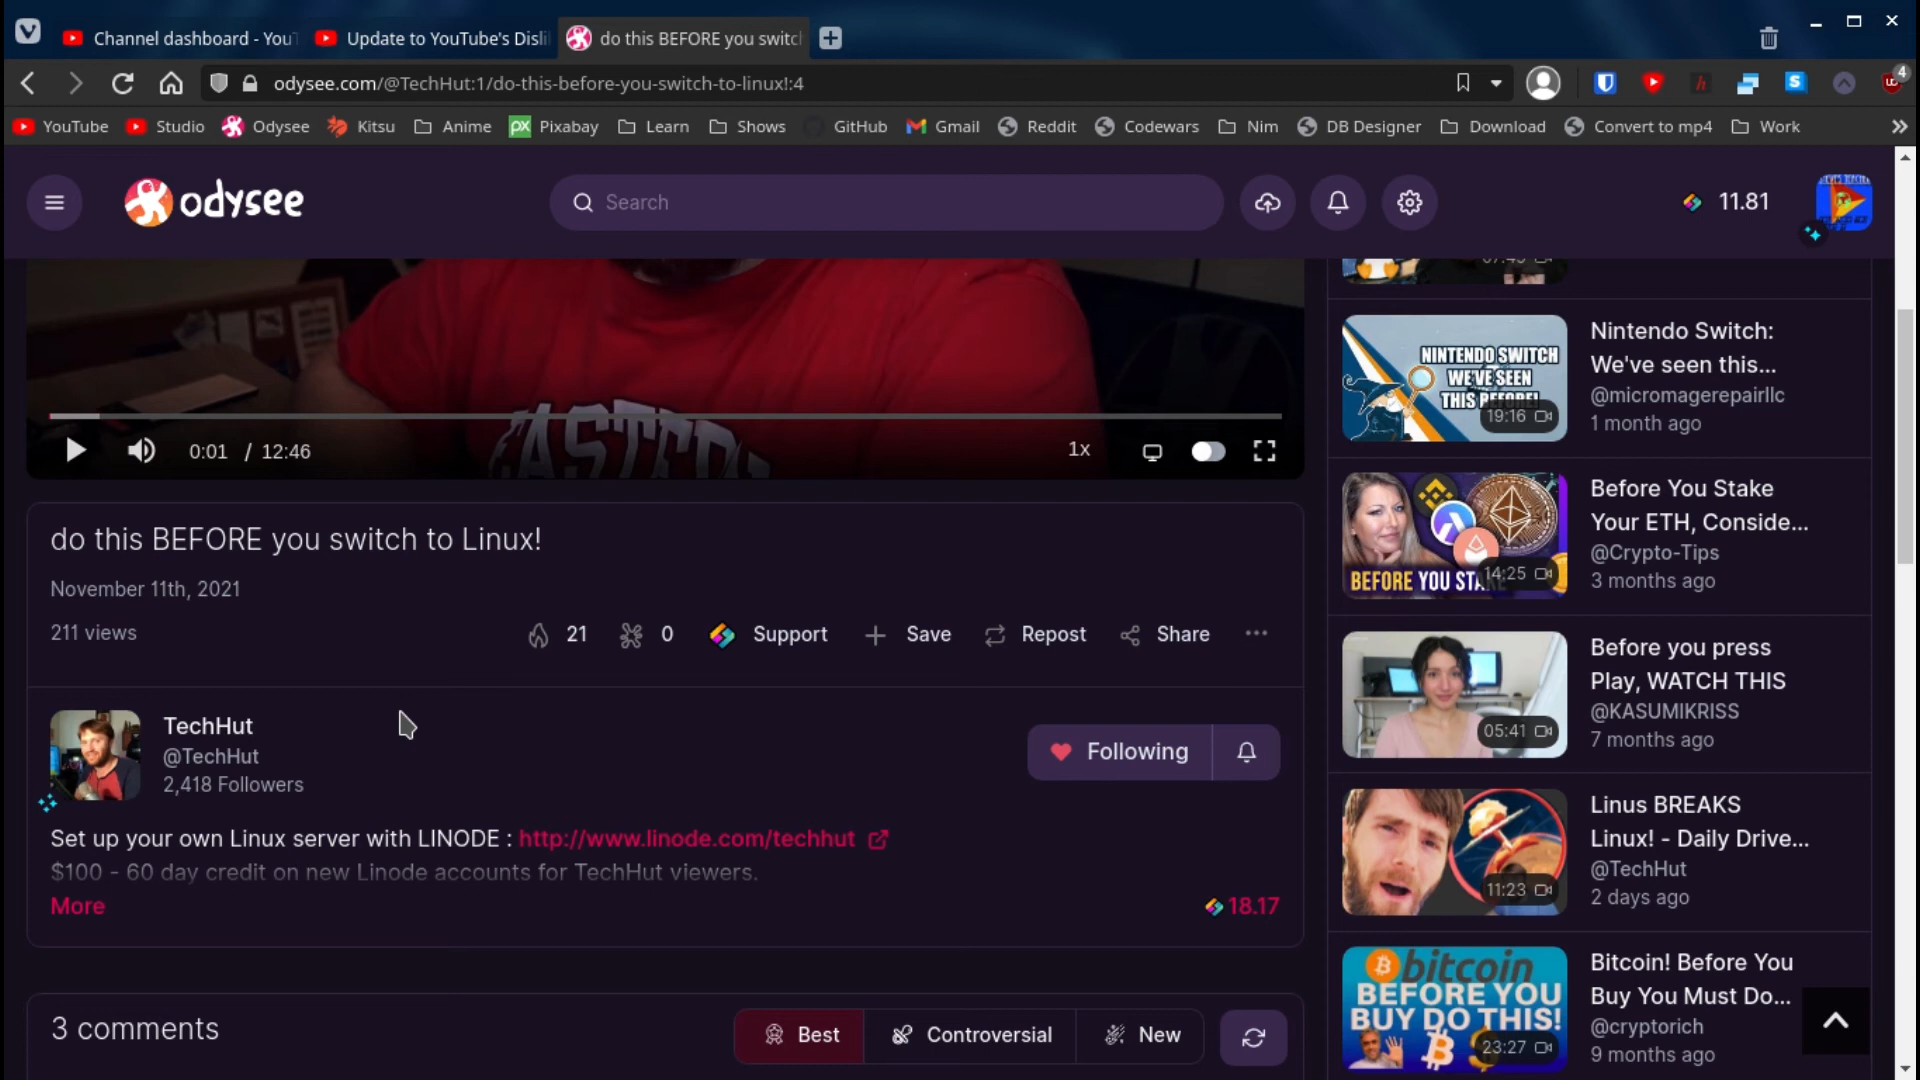 Channel dashboard - YouT
Update to YouTube's Disli
do this BEFORE you switc
odysee.com/@TechHut:1/do-this-before-you-switch-to-linux!:4
4
YouTube
Studio
Odysee
Kitsu
Anime
px
Pixabay
Learn
Shows
GitHub
Gmail
Reddit
Codewars
Nim
DB Designer
Download
Convert to mp4
Work
odysee
Search
11.81
EASTER
0:01 / 12:46
1x
do this BEFORE you switch to Linux!
November 11th, 2021
211 views
21
0
Support
Save
Repost
Share
TechHut
@TechHut
2,418 Followers
Following
Set up your own Linux server with LINODE : http://www.linode.com/techhut
$100 - 60 day credit on new Linode accounts for TechHut viewers.
More
18.17
3 comments
Best
Controversial
New
NINTENDO SWITCH
WE'VE SEEN
THIS BEFORE!
19:16
Nintendo Switch:
We've seen this...
@micromagerepairllc
1 month ago
BEFORE YOU STA
14:25
Before You Stake
Your ETH, Conside...
@Crypto-Tips
3 months ago
05:41
Before you press
Play, WATCH THIS
@KASUMIKRISS
7 months ago
11:23
Linus BREAKS
Linux! - Daily Drive...
@TechHut
2 days ago
bitcoin
BEFORE YOU
BUY DO THIS!
23:27
Bitcoin! Before You
Buy You Must Do...
@cryptorich
9 months ago